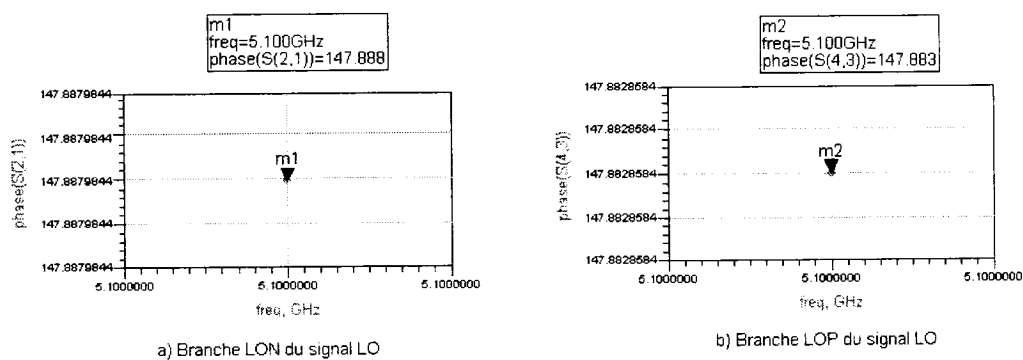 m1
freq=5.100GHz
phase(S(2,1))=147.888
147.8879844
147.8879844
147.8879844
147.8879844
147.8879844
phase(S(2,1))
m1
5.1000000
5.1000000
5.1000000
freq, GHz
a) Branche LON du signal LO
m2
freq=5.100GHz
phase(S(4,3))=147.883
147.8828584
147.8828584
147.8828584
147.8828584
147.8828584
phase(S(4,3))
m2
5.1000000
5.1000000
5.1000000
freq, GHz
b) Branche LOP du signal LO